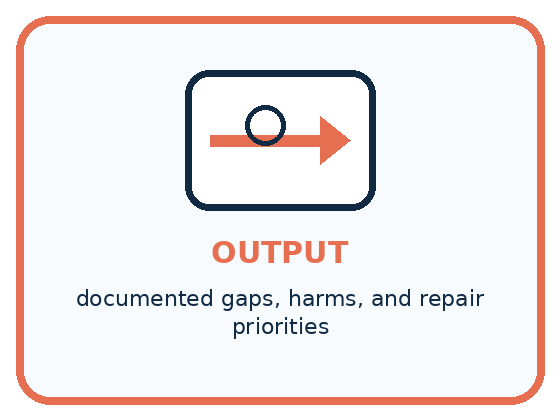 OUTPUT
documented gaps, harms, and repair
priorities